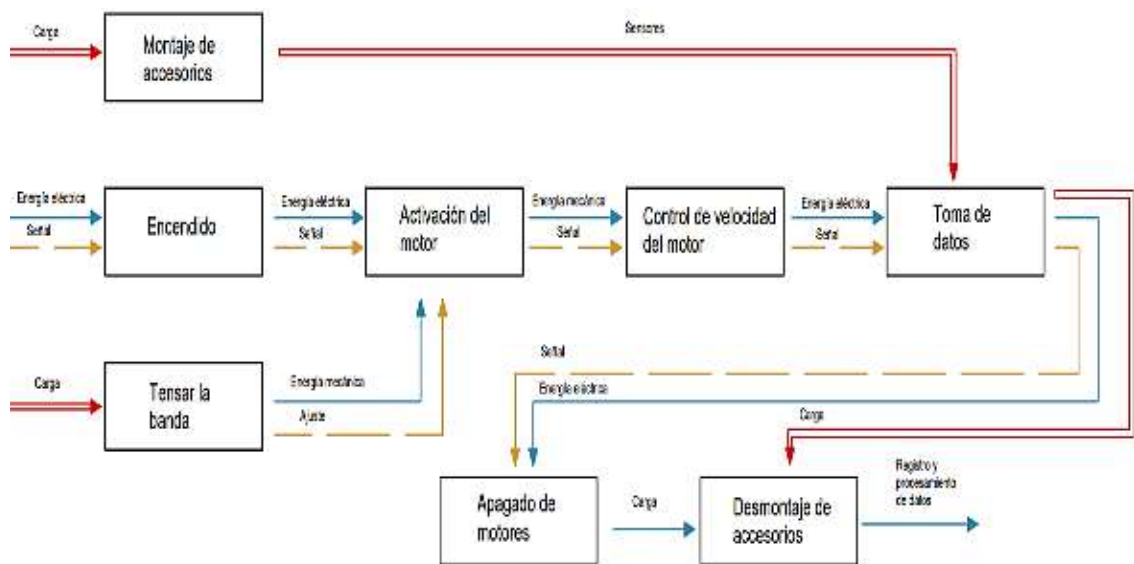 Carga
Montaje de
accesorios
Sensores
Energía eléctrica
Señal
Encendido
Energía eléctrica
Señal
Activación del
motor
Energía mecánica
Señal
Control de velocidad
del motor
Energía eléctrica
Señal
Toma de
datos
Carga
Tensar la
banda
Energía mecánica
Ajuste
Señal
Energía eléctrica
Carga
Apagado de
motores
Carga
Desmontaje de
accesorios
Registro y
procesamiento
de datos